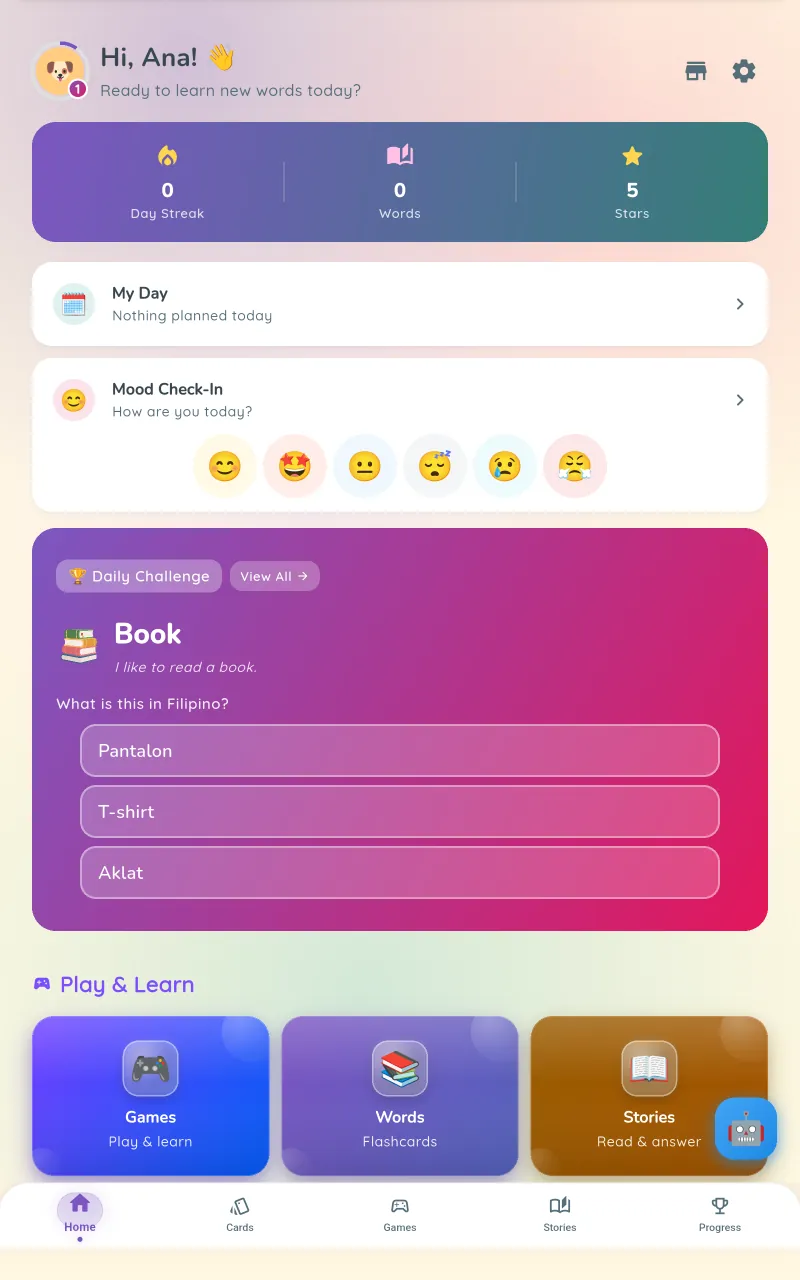 Hi, Ana! 👋
Ready to learn new words today?
1
0
Day Streak
0
Words
5
Stars
My Day
Nothing planned today
Mood Check-In
How are you today?
🏆 Daily Challenge
View All →
Book
I like to read a book.
What is this in Filipino?
Pantalon
T-shirt
Aklat
Play & Learn
Games
Play & learn
Words
Flashcards
Stories
Read & answer
Home
Cards
Games
Stories
Progress